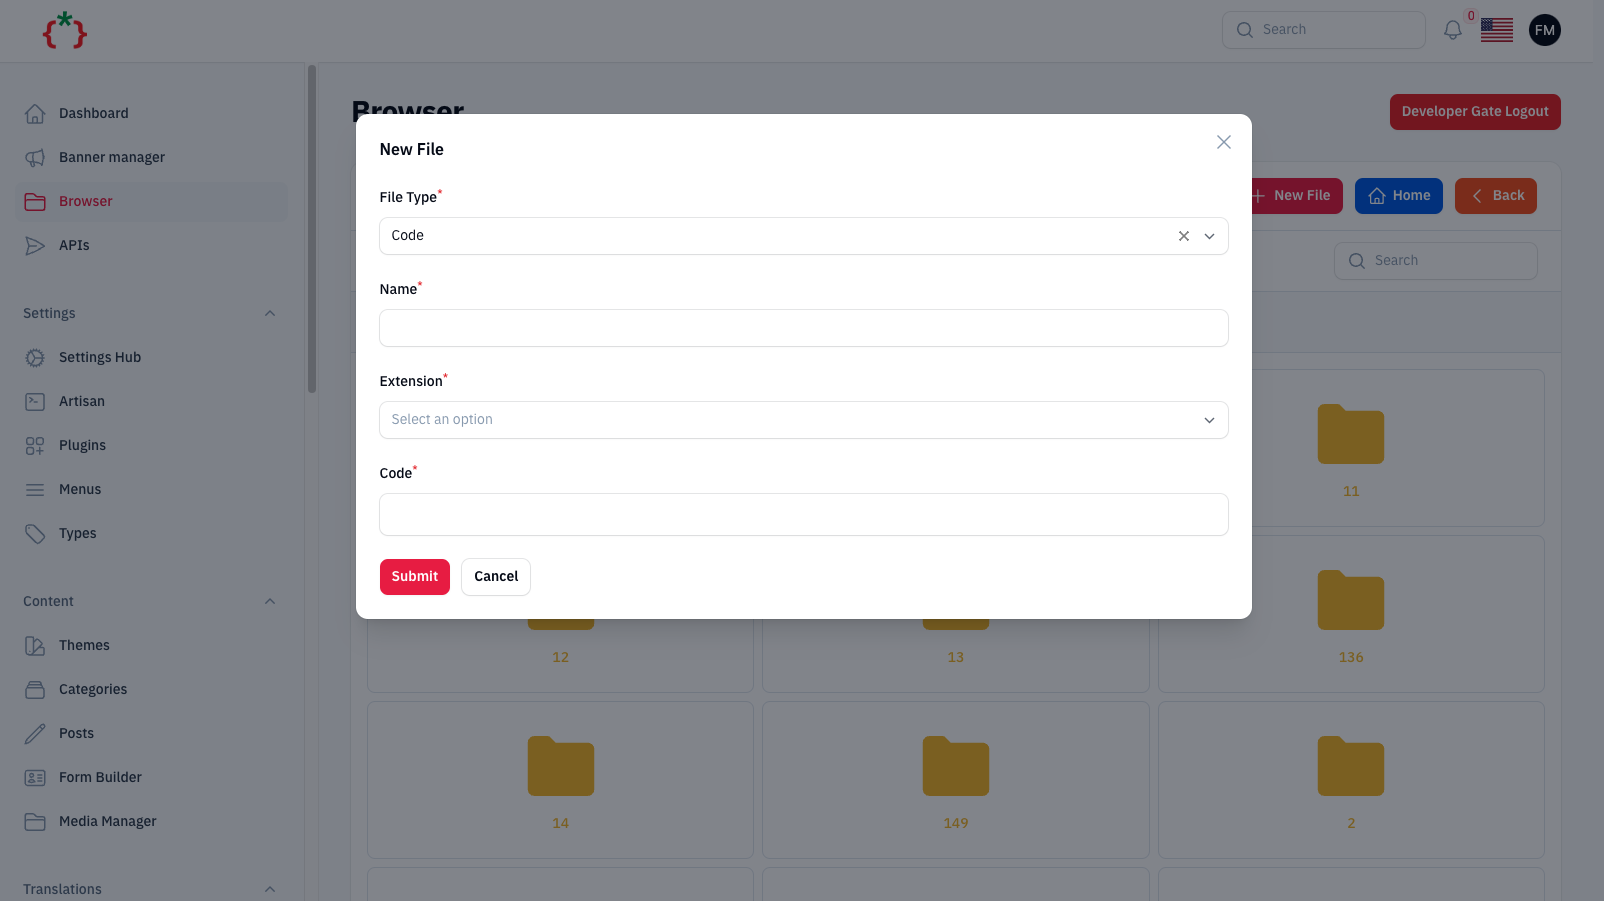 {*}
Search
0
FM
Dashboard
Banner manager
Browser
APIs
Settings
Settings Hub
Artisan
Plugins
Menus
Types
Content
Themes
Categories
Posts
Form Builder
Media Manager
Translations
Browser
Developer Gate Logout
New File
Home
Back
Search
New File
File Type*
Code
Name*
Extension*
Select an option
Code*
Submit
Cancel
11
12
13
136
14
149
2